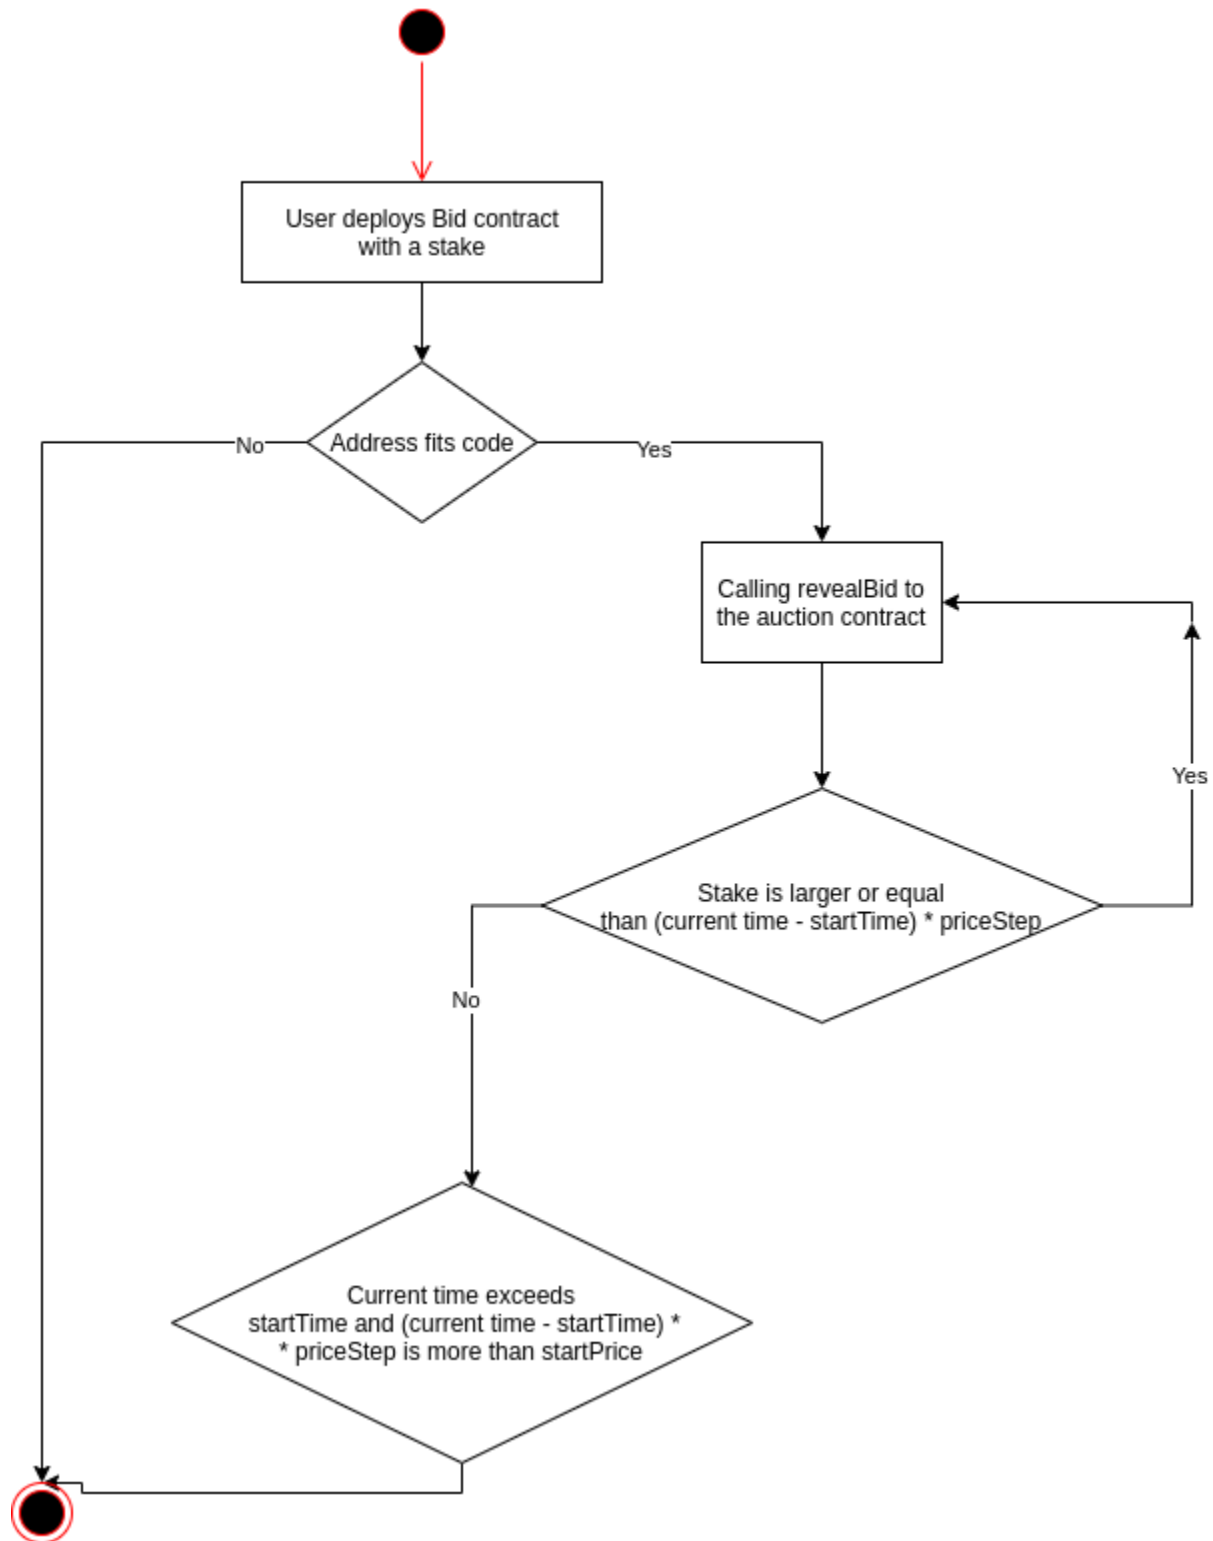 User deploys Bid contract
with a stake
Address fits code
No
Yes
Calling revealBid to
the auction contract
Yes
Stake is larger or equal
than (current time - startTime) * priceStep
No
Current time exceeds
startTime and (current time - startTime) *
* priceStep is more than startPrice